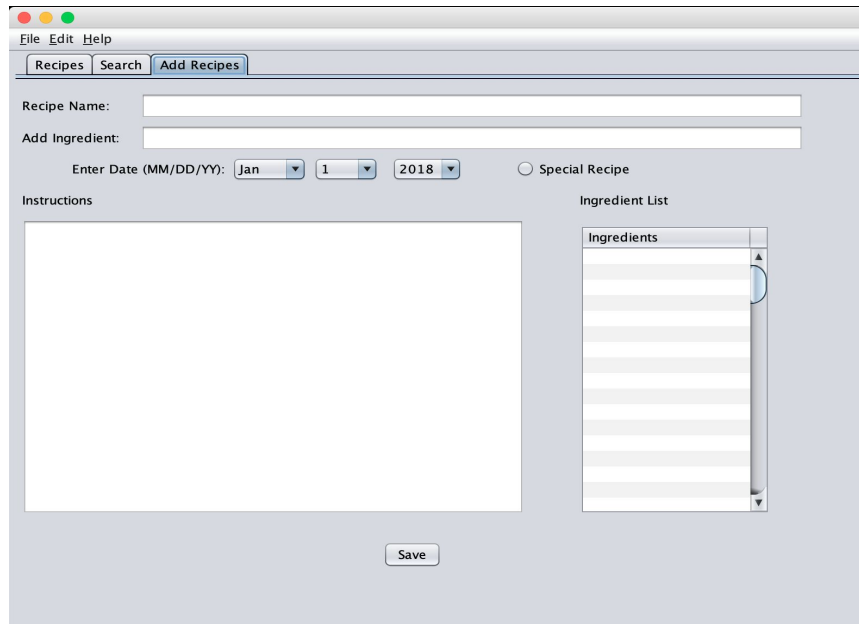 File Edit Help
Recipes Search Add Recipes
Recipe Name:
Add Ingredient:
Enter Date (MM/DD/YY): Jan 1 2018 Special Recipe
Instructions Ingredient List
Ingredients
Save